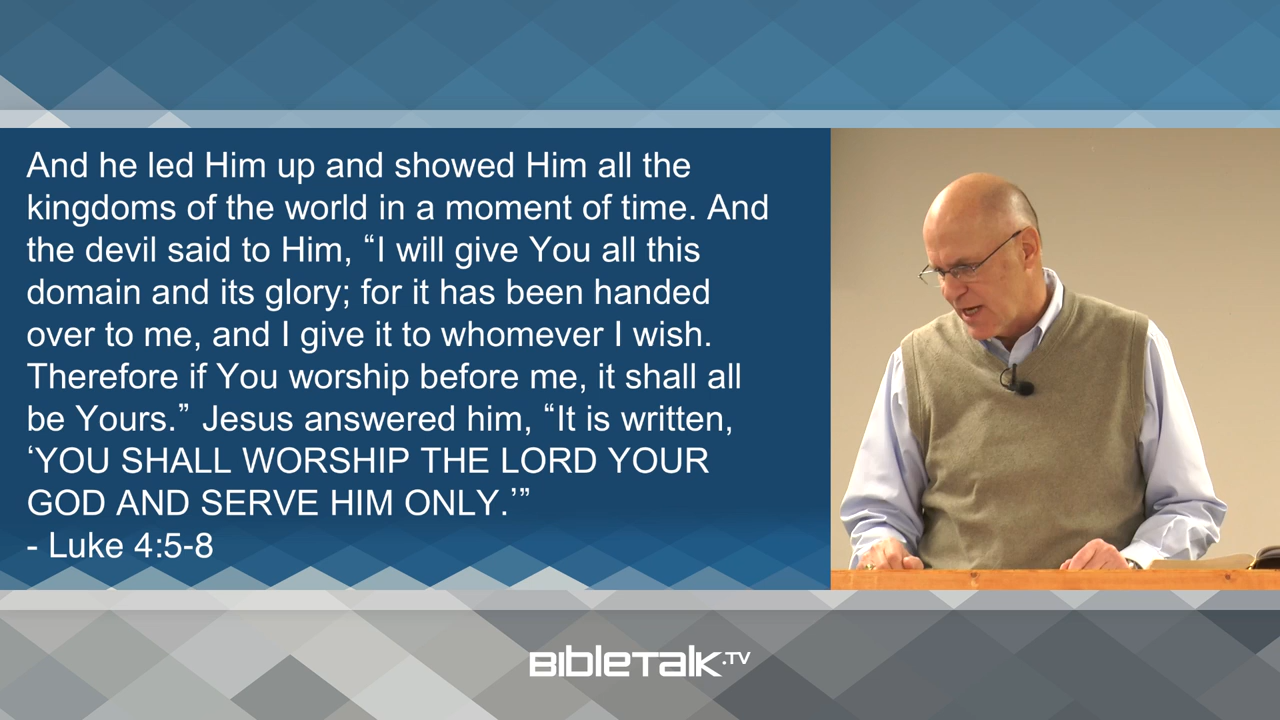 And he led Him up and showed Him all the
kingdoms of the world in a moment of time. And
the devil said to Him, “I will give You all this
domain and its glory; for it has been handed
over to me, and I give it to whomever I wish.
Therefore if You worship before me, it shall all
be Yours.” Jesus answered him, “It is written,
‘YOU SHALL WORSHIP THE LORD YOUR
GOD AND SERVE HIM ONLY.’”
- Luke 4:5-8
BIBLETALK.TV